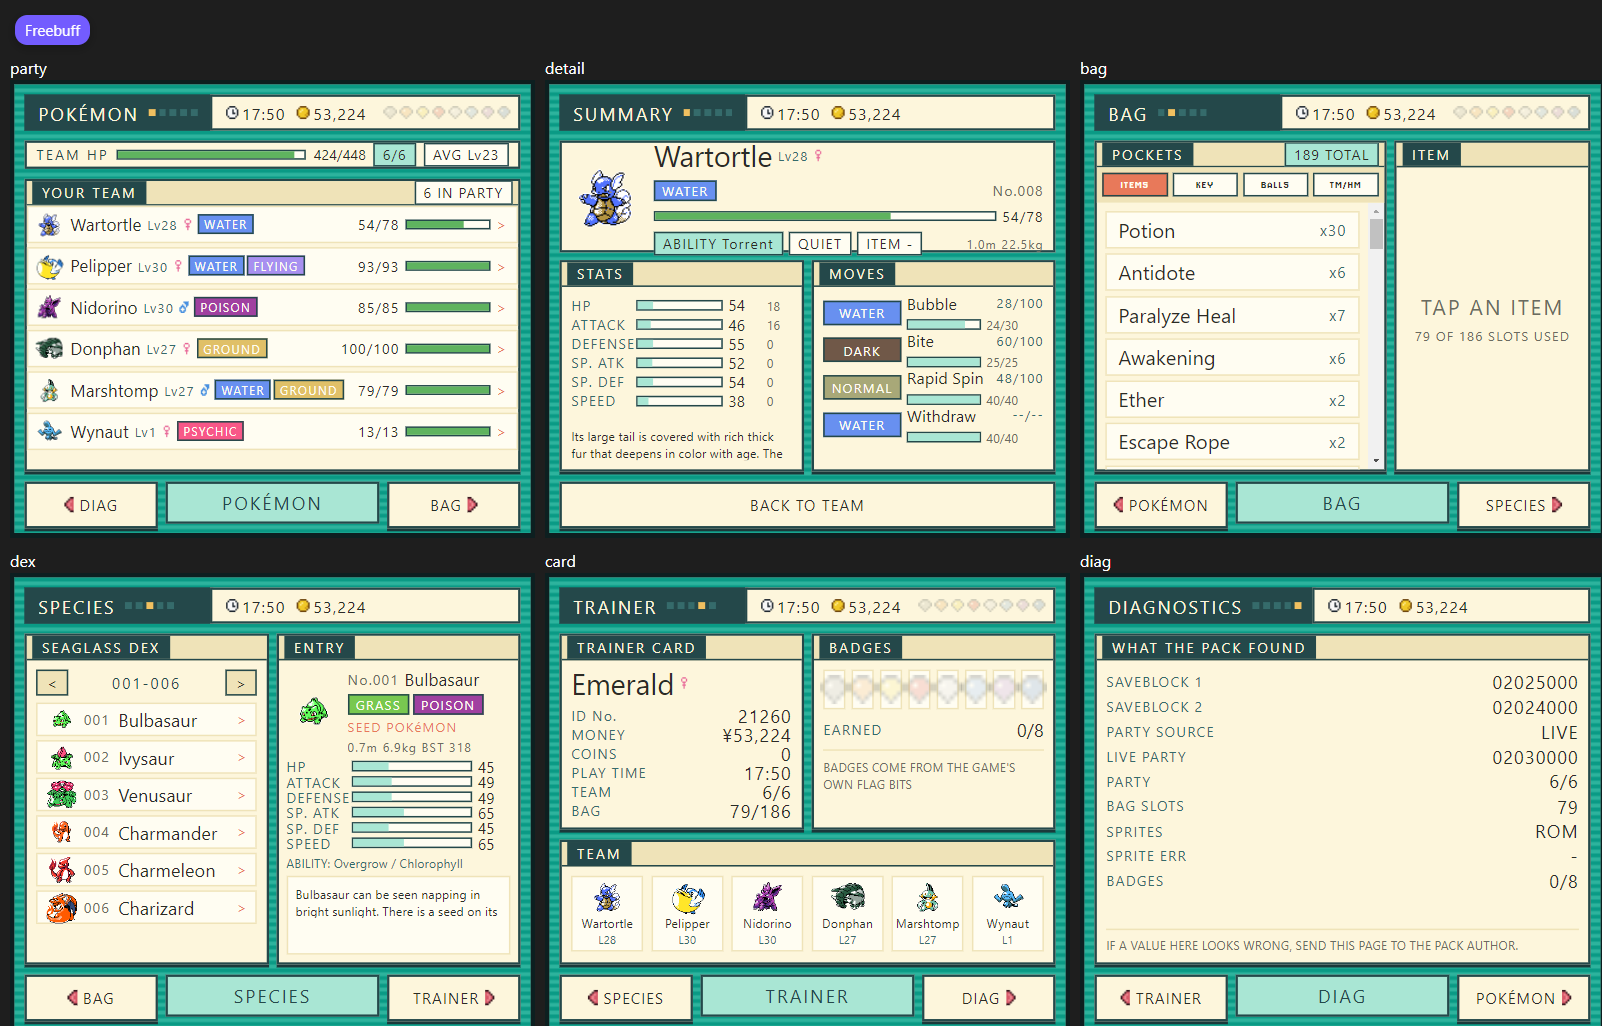 Freebuff
party
POKÉMON 17:50 53,224
TEAM HP 424/448 6/6 AVG Lv23
YOUR TEAM 6 IN PARTY
Wartortle Lv28 ♀ WATER 54/78 >
Pelipper Lv30 ♀ WATER FLYING 93/93 >
Nidorino Lv30 ♂ POISON 85/85 >
Donphan Lv27 ♀ GROUND 100/100 >
Marshtomp Lv27 ♂ WATER GROUND 79/79 >
Wynaut Lv1 ♀ PSYCHIC 13/13 >
DIAG POKÉMON BAG
detail
SUMMARY 17:50 53,224
Wartortle Lv28 ♀
WATER No.008
54/78
ABILITY Torrent QUIET ITEM - 1.0m 22.5kg
STATS
HP 54 18
ATTACK 46 16
DEFENSE 55 0
SP. ATK 52 0
SP. DEF 54 0
SPEED 38 0
Its large tail is covered with rich thick
fur that deepens in color with age. The
MOVES
WATER Bubble 28/100
24/30
DARK Bite 60/100
25/25
NORMAL Rapid Spin 48/100
40/40
WATER Withdraw --/--
40/40
BACK TO TEAM
bag
BAG 17:50 53,224
POCKETS 189 TOTAL
ITEMS KEY BALLS TM/HM
Potion x30
Antidote x6
Paralyze Heal x7
Awakening x6
Ether x2
Escape Rope x2
ITEM
TAP AN ITEM
79 OF 186 SLOTS USED
POKÉMON BAG SPECIES
dex
SPECIES 17:50 53,224
SEAGLASS DEX
< 001-006 >
001 Bulbasaur >
002 Ivysaur >
003 Venusaur >
004 Charmander >
005 Charmeleon >
006 Charizard >
ENTRY
No.001 Bulbasaur
GRASS POISON
SEED POKéMON
0.7m 6.9kg BST 318
HP 45
ATTACK 49
DEFENSE 49
SP. ATK 65
SP. DEF 45
SPEED 65
ABILITY: Overgrow / Chlorophyll
Bulbasaur can be seen napping in
bright sunlight. There is a seed on its
BAG SPECIES TRAINER
card
TRAINER 17:50 53,224
TRAINER CARD
Emerald ♀
ID No. 21260
MONEY ¥53,224
COINS 0
PLAY TIME 17:50
TEAM 6/6
BAG 79/186
BADGES
EARNED 0/8
BADGES COME FROM THE GAME'S
OWN FLAG BITS
TEAM
Wartortle Pelipper Nidorino Donphan Marshtomp Wynaut
L28 L30 L30 L27 L27 L1
SPECIES TRAINER DIAG
diag
DIAGNOSTICS 17:50 53,224
WHAT THE PACK FOUND
SAVEBLOCK 1 02025000
SAVEBLOCK 2 02024000
PARTY SOURCE LIVE
LIVE PARTY 02030000
PARTY 6/6
BAG SLOTS 79
SPRITES ROM
SPRITE ERR -
BADGES 0/8
IF A VALUE HERE LOOKS WRONG, SEND THIS PAGE TO THE PACK AUTHOR.
TRAINER DIAG POKÉMON